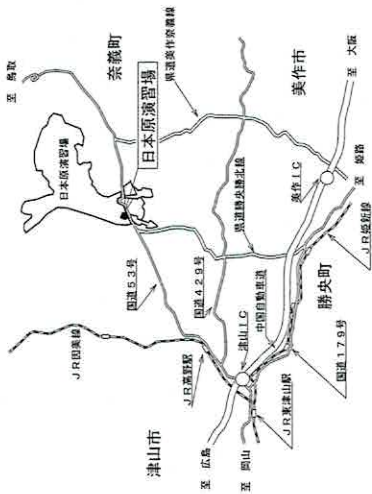 至 鳥取
奈義町
日本原演習場
日本原演習場
県道美作奈義線
美作市
至 大阪
国道53号
国道429号
県道勝央勝北線
美作IC
至 姫路
JR姫新線
勝央町
JR因美線
JR高野駅
津山IC
中国自動車道
国道179号
津山市
JR東津山駅
至 広島
至 岡山